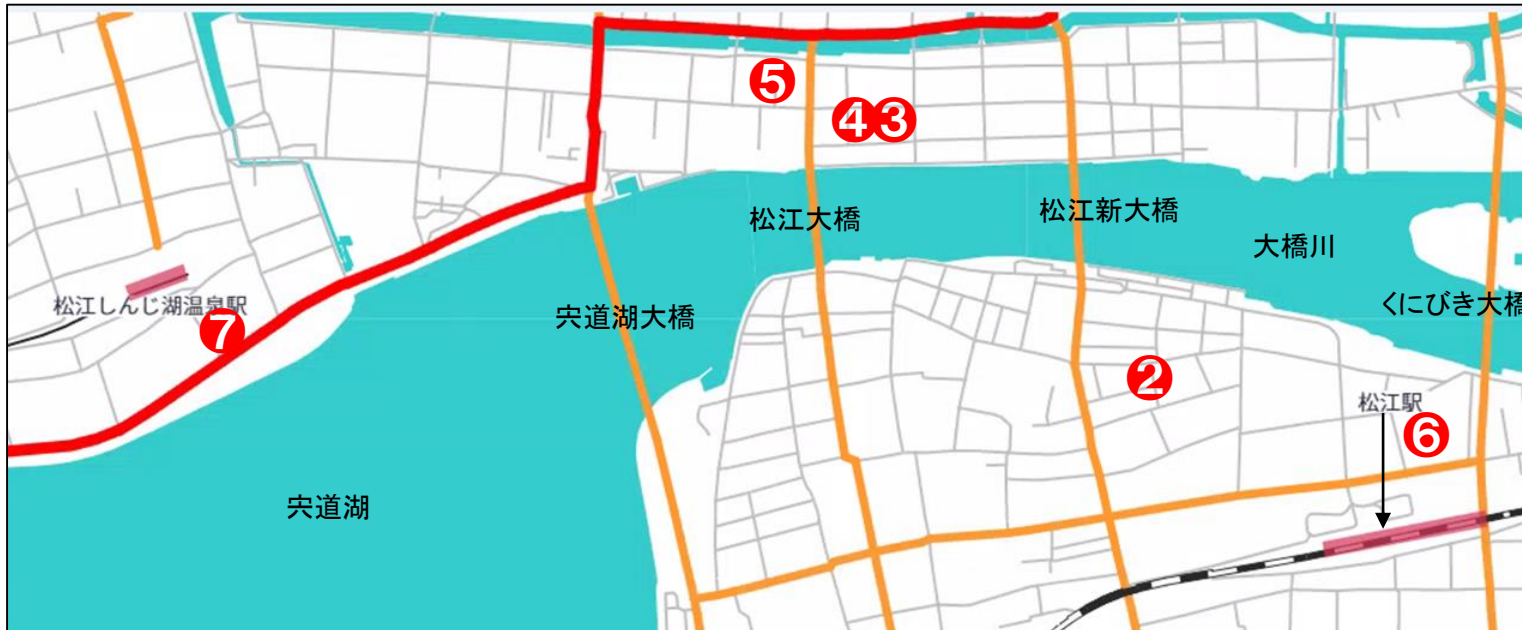 ❺
❹❸
松江大橋
松江新大橋
大橋川
松江しんじ湖温泉駅
❼
宍道湖大橋
くにびき大橋
❷
松江駅
❻
宍道湖